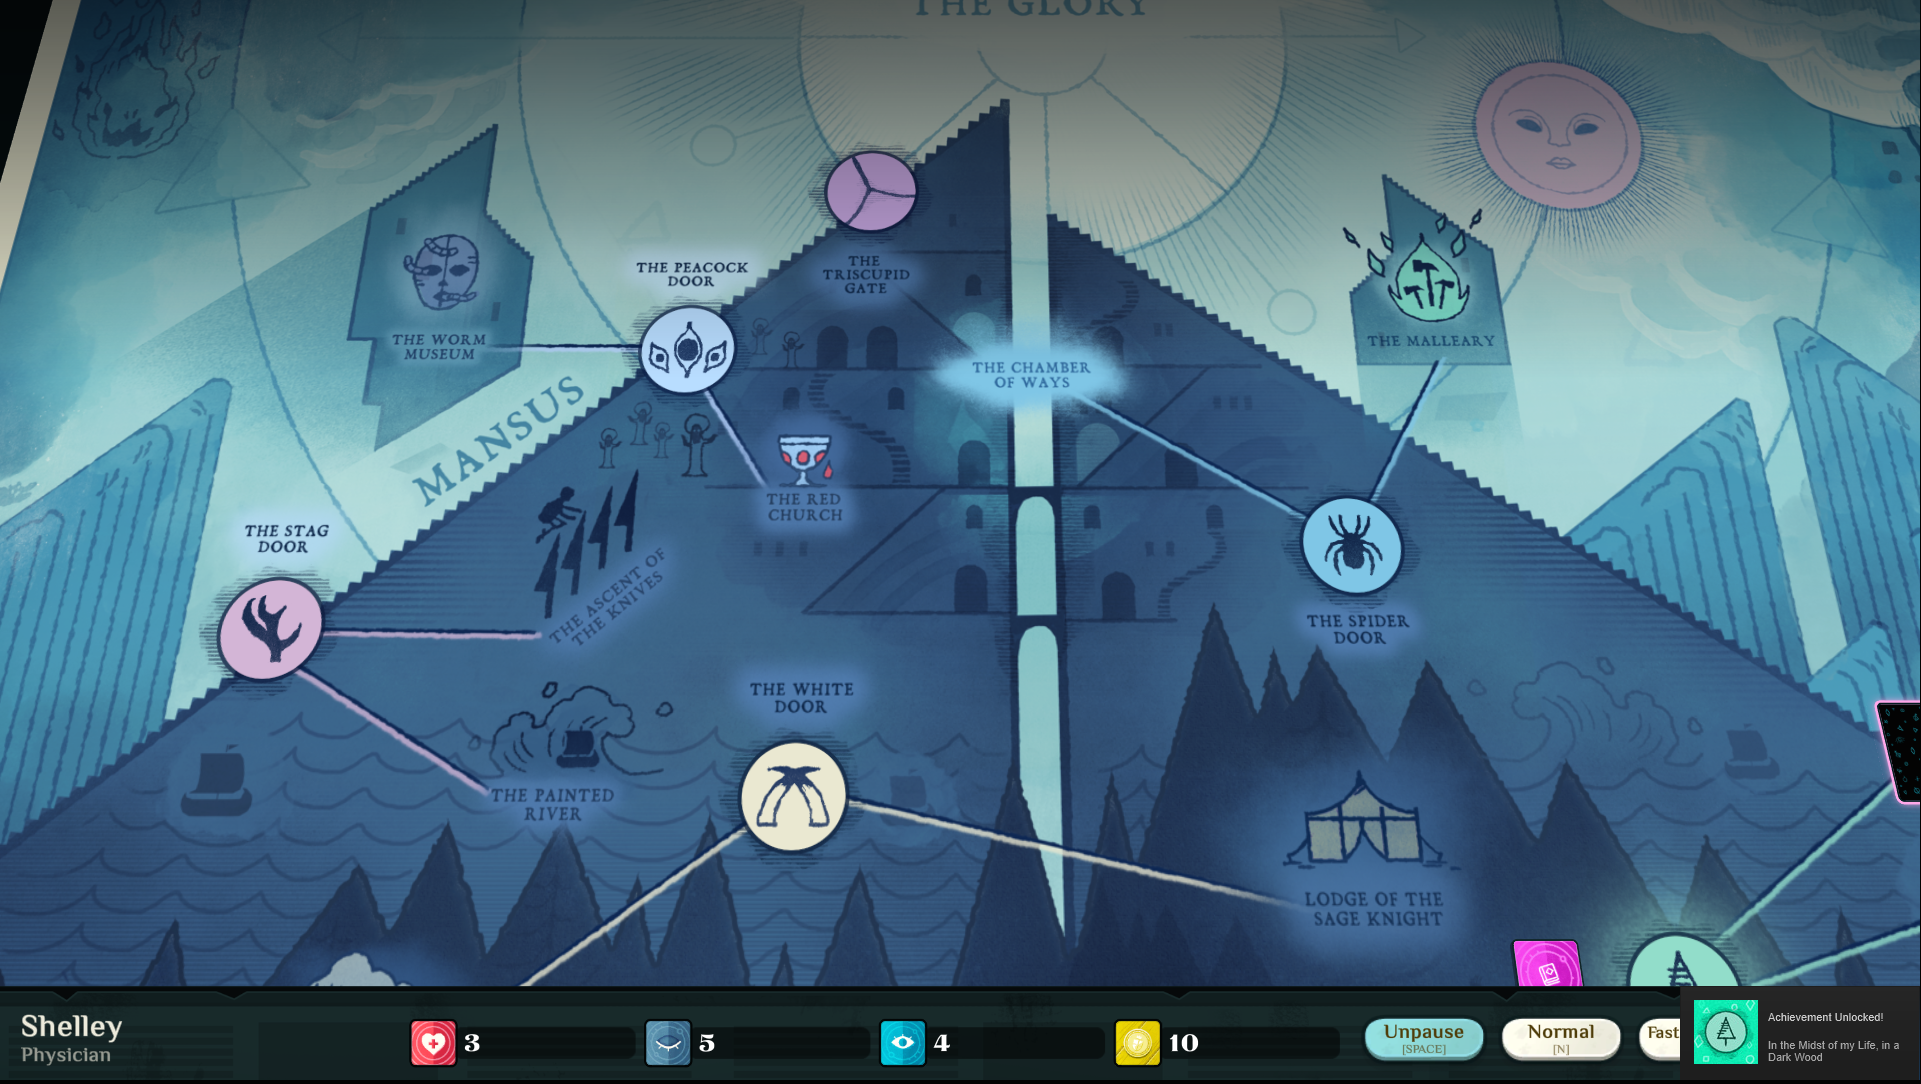 THE GLORY
THE PEACOCK
DOOR
THE
TRISCUPID
GATE
THE WORM
MUSEUM
THE MALLEARY
THE CHAMBER
OF WAYS
MANSUS
THE RED
CHURCH
THE STAG
DOOR
THE ASCENT OF
THE KNIVES
THE SPIDER
DOOR
THE WHITE
DOOR
THE PAINTED
RIVER
LODGE OF THE
SAGE KNIGHT
Shelley
Physician
3
5
4
10
Unpause
[SPACE]
Normal
[N]
Fast
Achievement Unlocked!
In the Midst of my Life, in a
Dark Wood